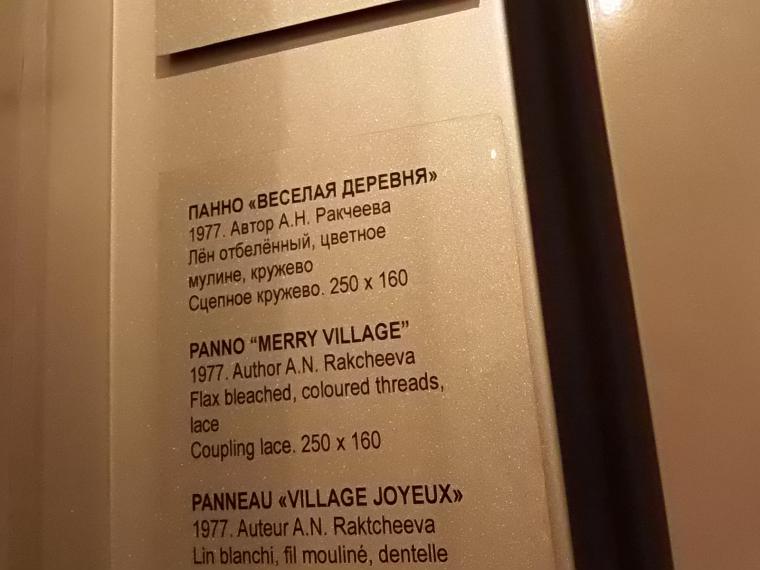 ПАННО «ВЕСЕЛАЯ ДЕРЕВНЯ»
1977. Автор А.Н. Ракчеева
Лён отбелённый, цветное
мулине, кружево
Сцепное кружево. 250 x 160
PANNO “MERRY VILLAGE”
1977. Author A.N. Rakcheeva
Flax bleached, coloured threads,
lace
Coupling lace. 250 x 160
PANNEAU «VILLAGE JOYEUX»
1977. Auteur A.N. Raktcheeva
Lin blanchi, fil mouliné, dentelle